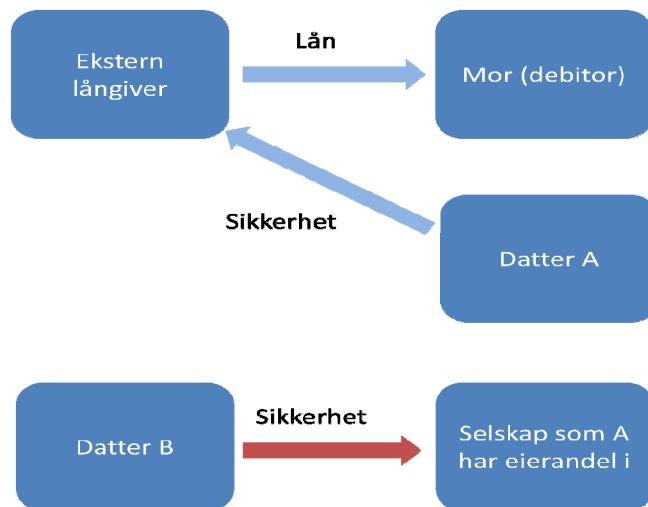 Ekstern
långiver
Lån
Mor (debitor)
Sikkerhet
Datter A
Datter B
Sikkerhet
Selskap som A
har eierandel i